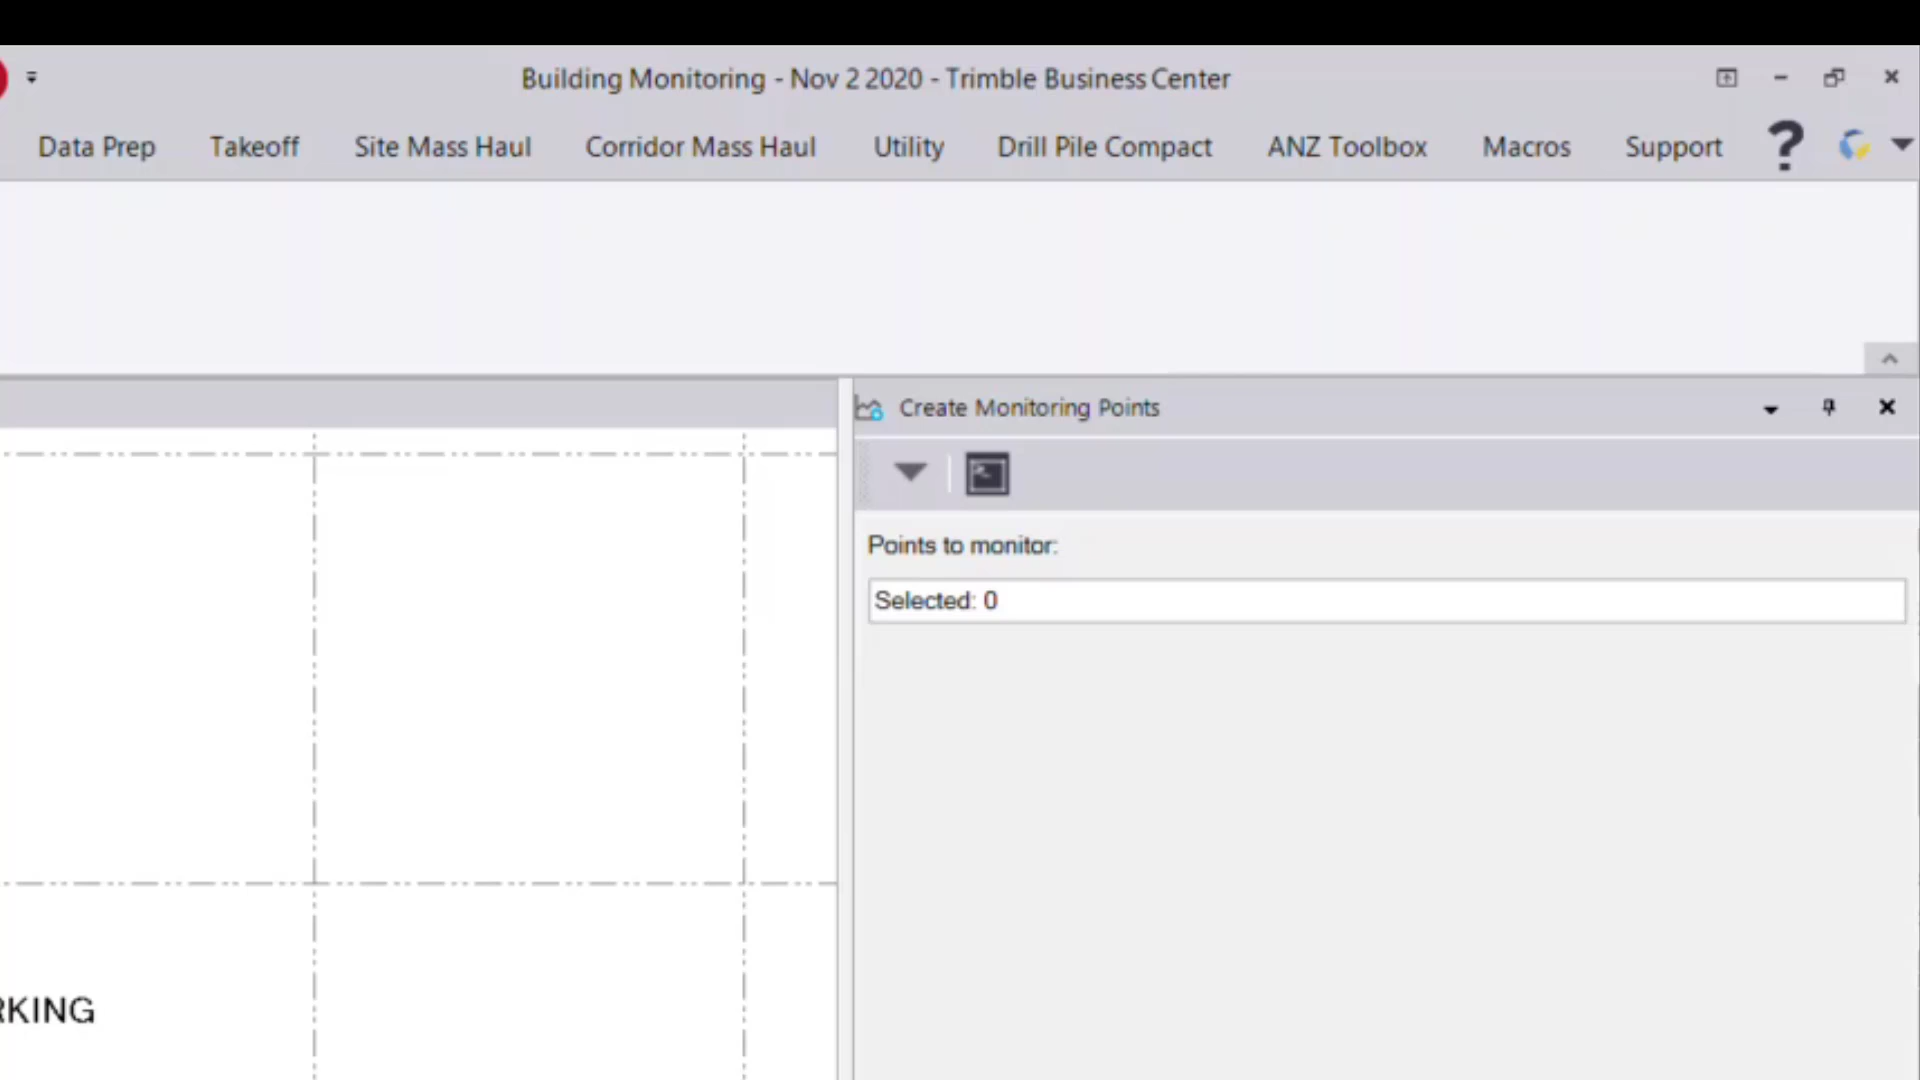 Building Monitoring - Nov 2 2020 - Trimble Business Center
Data Prep Takeoff Site Mass Haul Corridor Mass Haul Utility Drill Pile Compact ANZ Toolbox Macros Support ?
Create Monitoring Points
Points to monitor:
Selected: 0
RKING